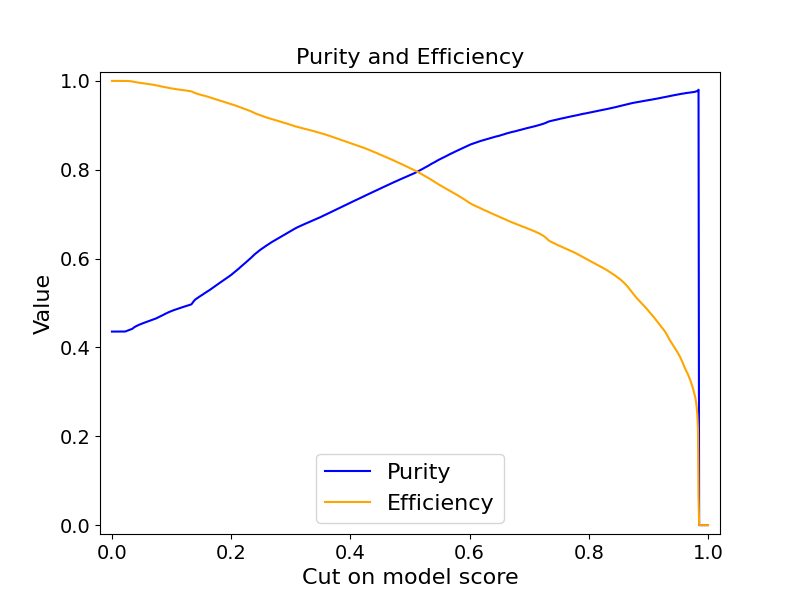 Purity and Efficiency
1.0
0.8
0.6
0.4
0.2
0.0
Value
Purity
Efficiency
0.0 0.2 0.4 0.6 0.8 1.0
Cut on model score